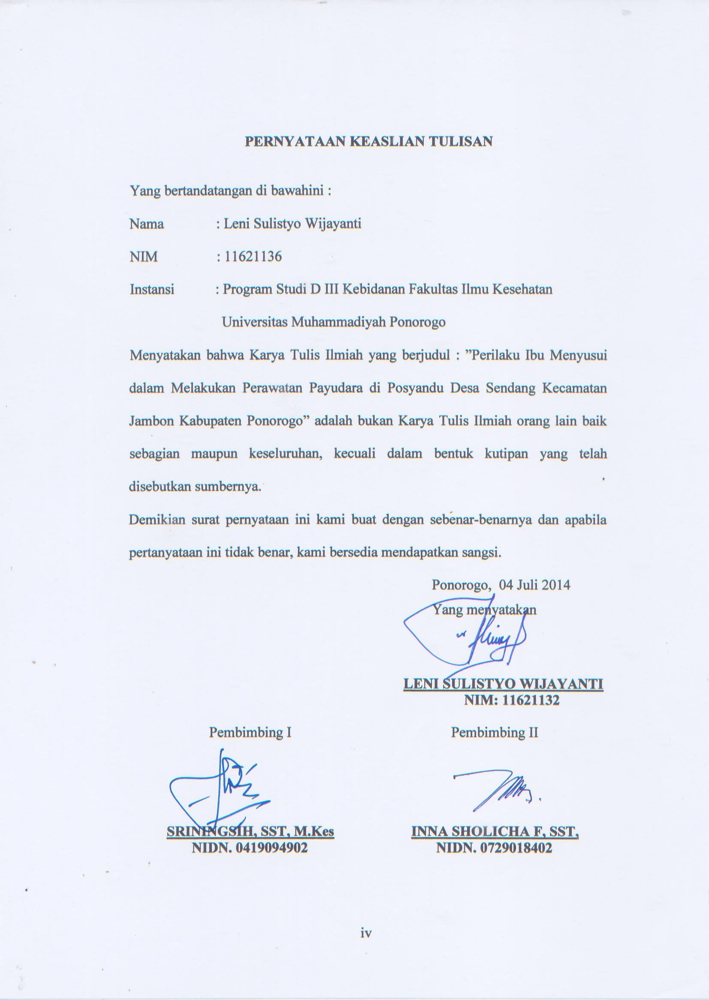 PERNYATAAN KEASLIAN TULISAN
Yang bertandatangan di bawahini :
Nama : Leni Sulistyo Wijayanti
NIM : 11621136
Instansi : Program Studi D III Kebidanan Fakultas Ilmu Kesehatan
Universitas Muhammadiyah Ponorogo
Menyatakan bahwa Karya Tulis Ilmiah yang berjudul : ”Perilaku Ibu Menyusui
dalam Melakukan Perawatan Payudara di Posyandu Desa Sendang Kecamatan
Jambon Kabupaten Ponorogo” adalah bukan Karya Tulis Ilmiah orang lain baik
sebagian maupun keseluruhan, kecuali dalam bentuk kutipan yang telah
disebutkan sumbernya.
Demikian surat pernyataan ini kami buat dengan sebenar-benarnya dan apabila
pertanyataan ini tidak benar, kami bersedia mendapatkan sangsi.
Ponorogo, 04 Juli 2014
Yang menyatakan
LENI SULISTYO WIJAYANTI
NIM: 11621132
Pembimbing I Pembimbing II
SRININGSIH, SST, M.Kes INNA SHOLICHA F, SST,
NIDN. 0419094902 NIDN. 0729018402
iv